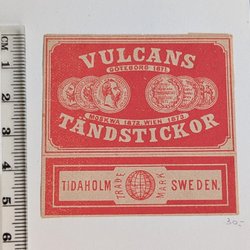 VULCANS
GÖTEBORG 1871.
MOSKWA 1872. WIEN 1873
TÄNDSTICKOR
TIDAHOLM TRADE MARK SWEDEN.
30:-
CM 1 2 3 4 5 6